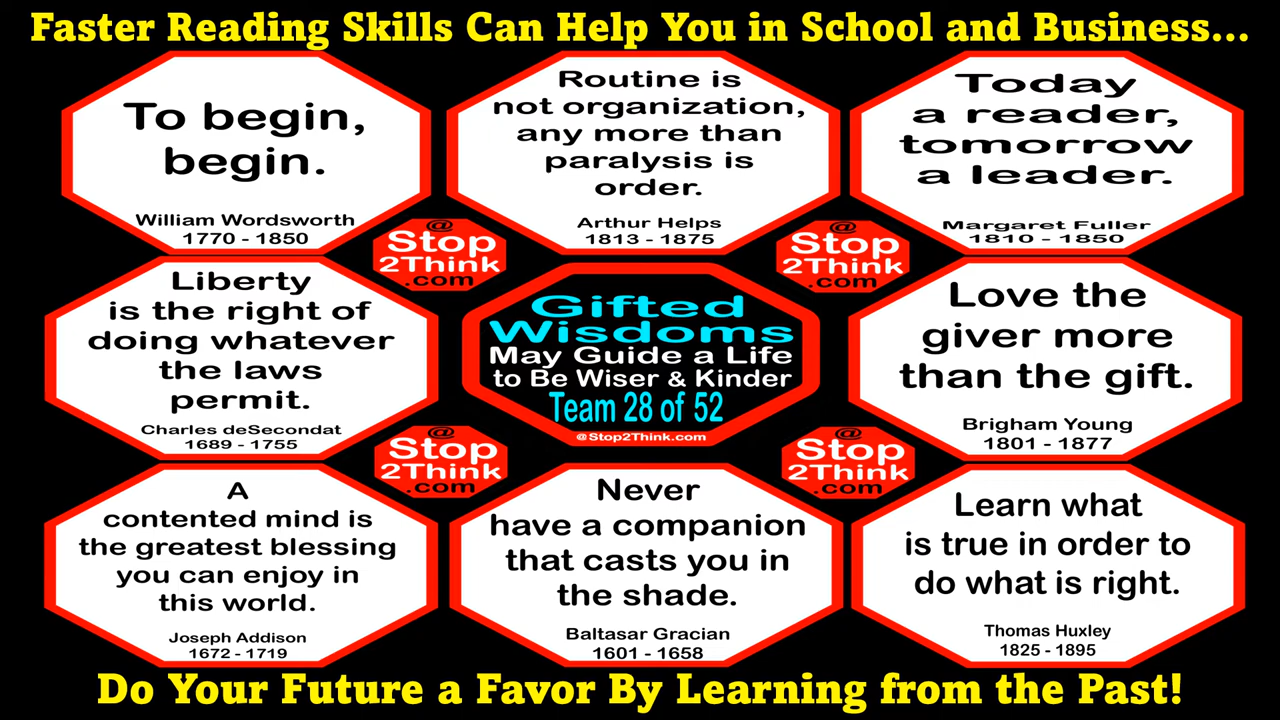 Faster Reading Skills Can Help You in School and Business...
To begin,
begin.
William Wordsworth
1770 - 1850
Routine is
not organization,
any more than
paralysis is
order.
Arthur Helps
1813 - 1875
Today
a reader,
tomorrow
a leader.
Margaret Fuller
1810 - 1850
@
Stop
2Think
.com
@
Stop
2Think
.com
Liberty
is the right of
doing whatever
the laws
permit.
Charles deSecondat
1689 - 1755
Gifted
Wisdoms
May Guide a Life
to Be Wiser & Kinder
Team 28 of 52
@Stop2Think.com
Love the
giver more
than the gift.
Brigham Young
1801 - 1877
@
Stop
2Think
.com
@
Stop
2Think
.com
A
contented mind is
the greatest blessing
you can enjoy in
this world.
Joseph Addison
1672 - 1719
Never
have a companion
that casts you in
the shade.
Baltasar Gracian
1601 - 1658
Learn what
is true in order to
do what is right.
Thomas Huxley
1825 - 1895
Do Your Future a Favor By Learning from the Past!